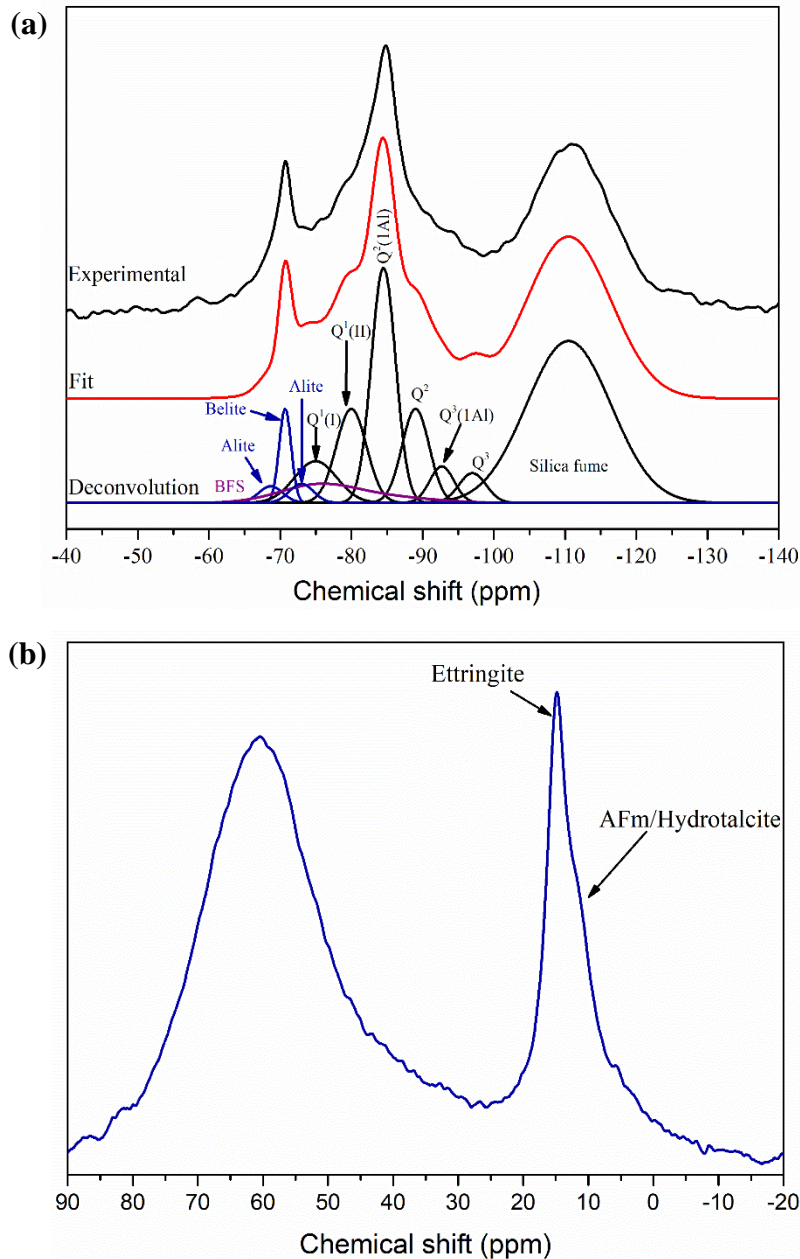 (a)
Experimental
Fit
Deconvolution
Alite
Belite
BFS
Alite
Q¹(I)
Q¹(II)
Q²(1Al)
Q²
Q³(1Al)
Q³
Silica fume
-40 -50 -60 -70 -80 -90 -100 -110 -120 -130 -140
Chemical shift (ppm)
(b)
Ettringite
AFm/Hydrotalcite
90 80 70 60 50 40 30 20 10 0 -10 -20
Chemical shift (ppm)